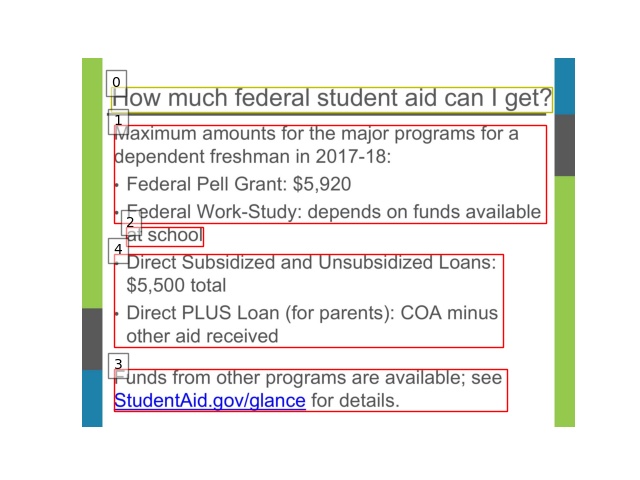 How much federal student aid can I get?
Maximum amounts for the major programs for a
dependent freshman in 2017-18:
• Federal Pell Grant: $5,920
• Federal Work-Study: depends on funds available
at school
• Direct Subsidized and Unsubsidized Loans:
$5,500 total
• Direct PLUS Loan (for parents): COA minus
other aid received
Funds from other programs are available; see
StudentAid.gov/glance for details.
0
1
2
4
3